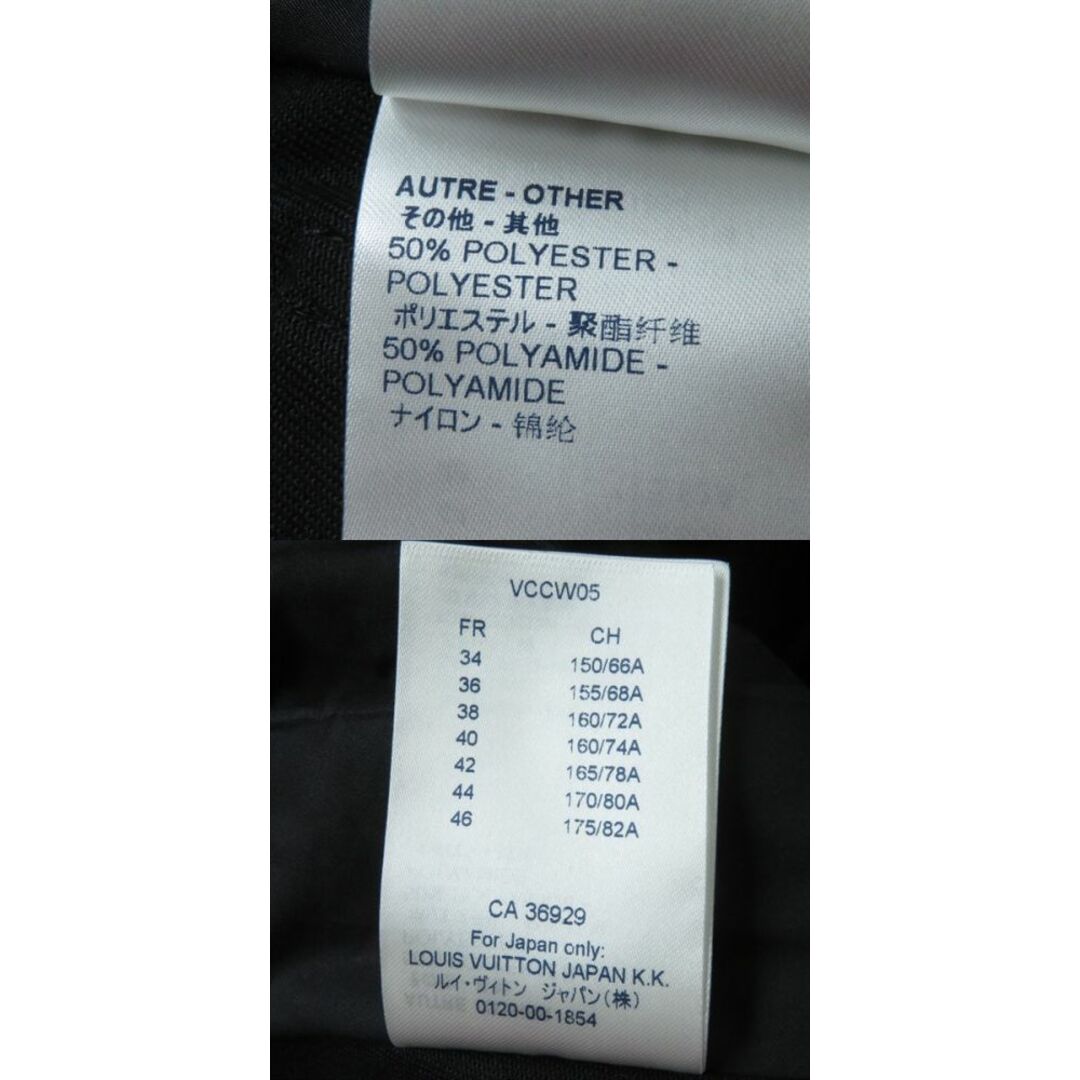 AUTRE - OTHER
その他 - 其他
50% POLYESTER -
POLYESTER
ポリエステル - 聚酯纤维
50% POLYAMIDE -
POLYAMIDE
ナイロン - 锦纶
VCCW05
FR CH
34 150/66A
36 155/68A
38 160/72A
40 160/74A
42 165/78A
44 170/80A
46 175/82A
CA 36929
For Japan only:
LOUIS VUITTON JAPAN K.K.
ルイ・ヴィトン ジャパン(株)
0120-00-1854